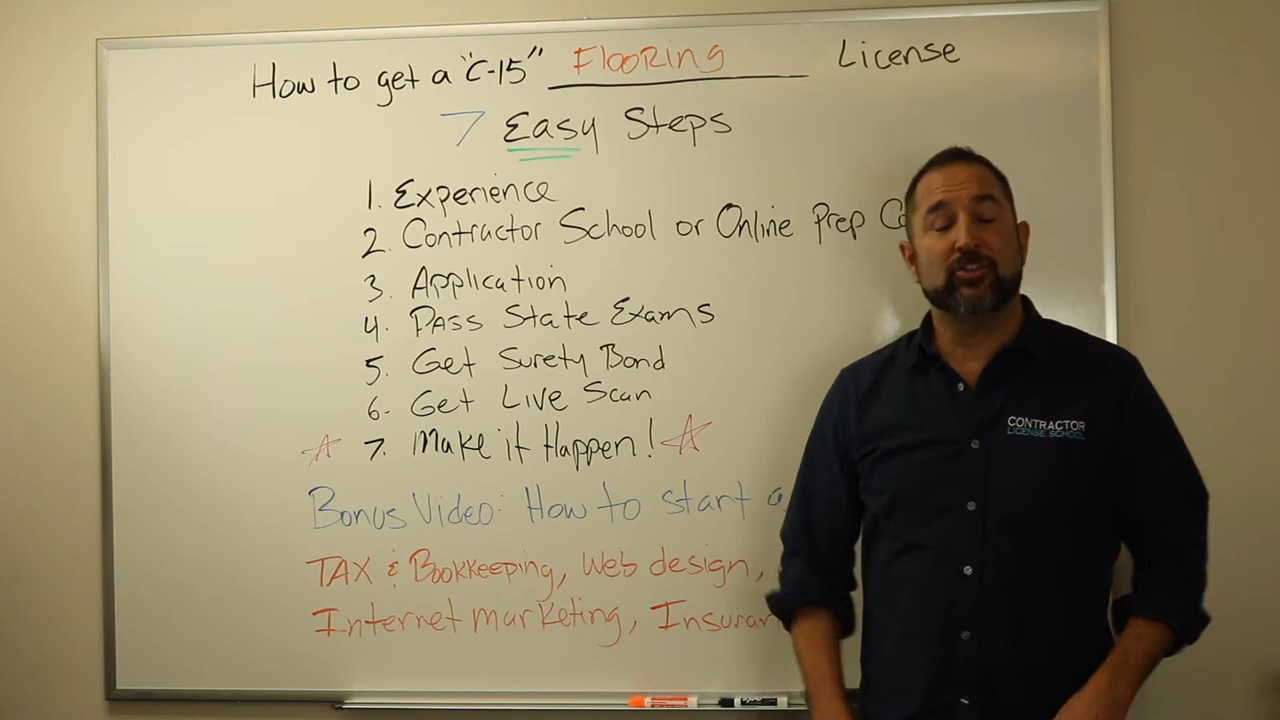 How to get a "C-15" FlooRing License
7 Easy Steps
1. Experience
2. Contractor School or Online Prep
3. Application
4. PASS State Exams
5. Get Surety Bond
6. Get Live Scan
7. Make it Happen!
Bonus Video: How to start a
TAX & Bookkeeping, Web design,
Internet marketing,
CONTRACTOR
LICENSE SCHOOL